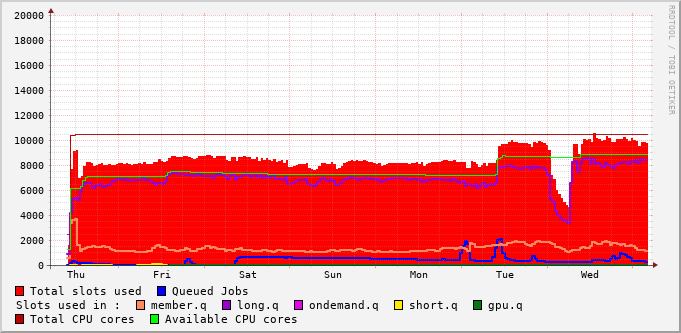 20000
18000
16000
14000
12000
10000
8000
6000
4000
2000
0
Thu Fri Sat Sun Mon Tue Wed
RRDTOOL / TOBI OETIKER
Total slots used Queued Jobs
Slots used in : member.q long.q ondemand.q short.q gpu.q
Total CPU cores Available CPU cores